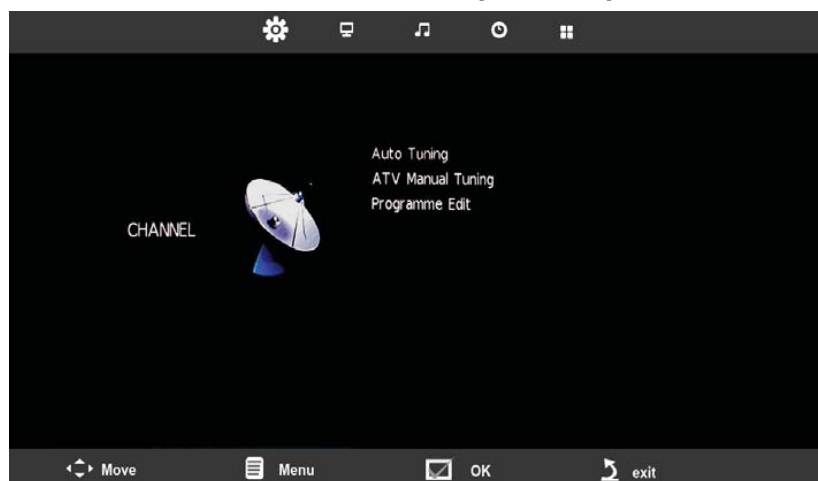 Auto Tuning
ATV Manual Tuning
Programme Edit
CHANNEL
Move Menu OK exit